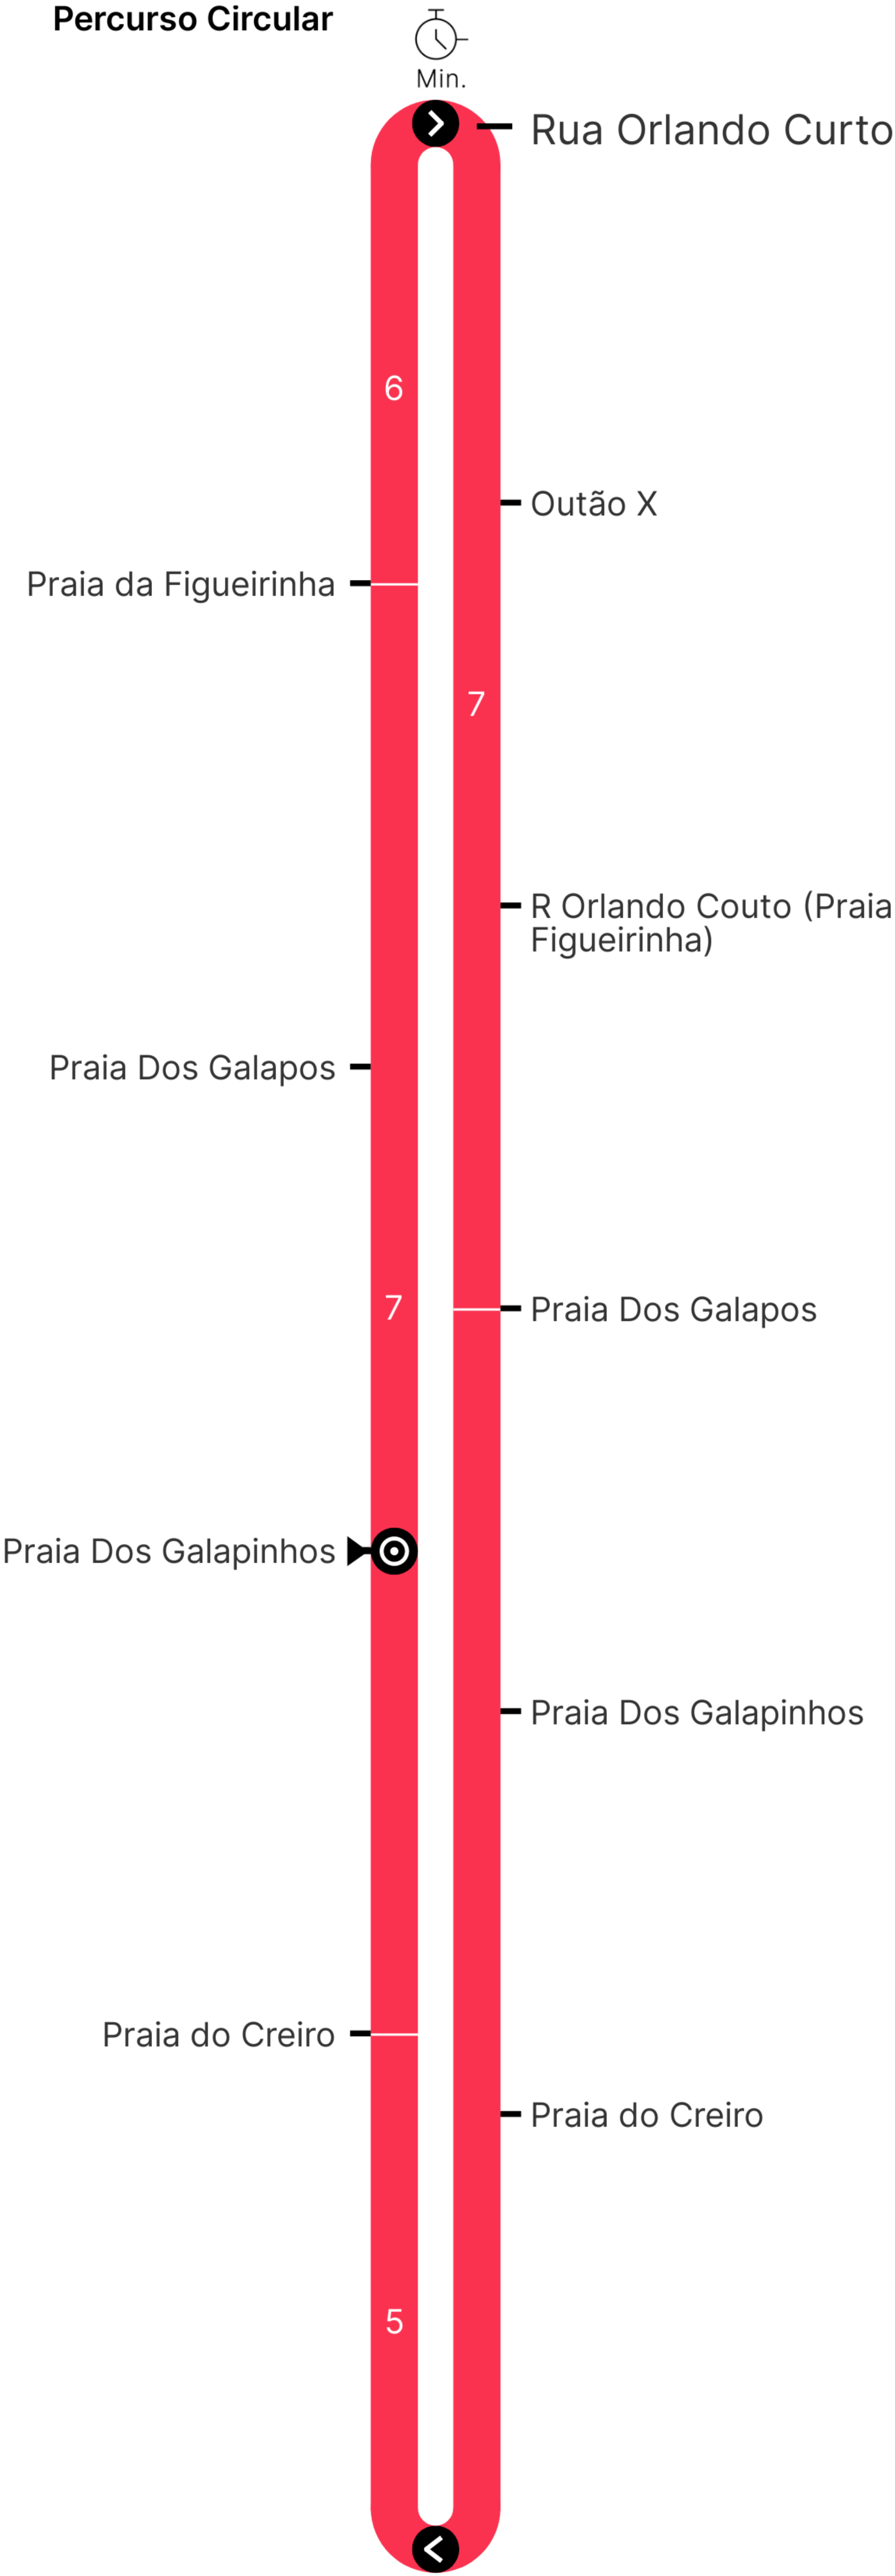 Percurso Circular
Min.
Rua Orlando Curto
6
Outão X
Praia da Figueirinha
7
R Orlando Couto (Praia
Figueirinha)
Praia Dos Galapos
7
Praia Dos Galapos
Praia Dos Galapinhos
Praia Dos Galapinhos
Praia do Creiro
Praia do Creiro
5